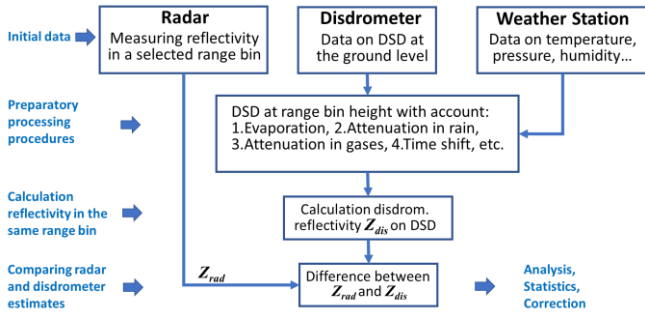 Initial data
Radar
Measuring reflectivity
in a selected range bin
Disdrometer
Data on DSD at
the ground level
Weather Station
Data on temperature,
pressure, humidity...
Preparatory
processing
procedures
DSD at range bin height with account:
1.Evaporation, 2.Attenuation in rain,
3.Attenuation in gases, 4.Time shift, etc.
Calculation
reflectivity in the
same range bin
Calculation disdrom.
reflectivity Zdis on DSD
Comparing radar
and disdrometer
estimates
Zrad
Difference between
Zrad and Zdis
Analysis,
Statistics,
Correction